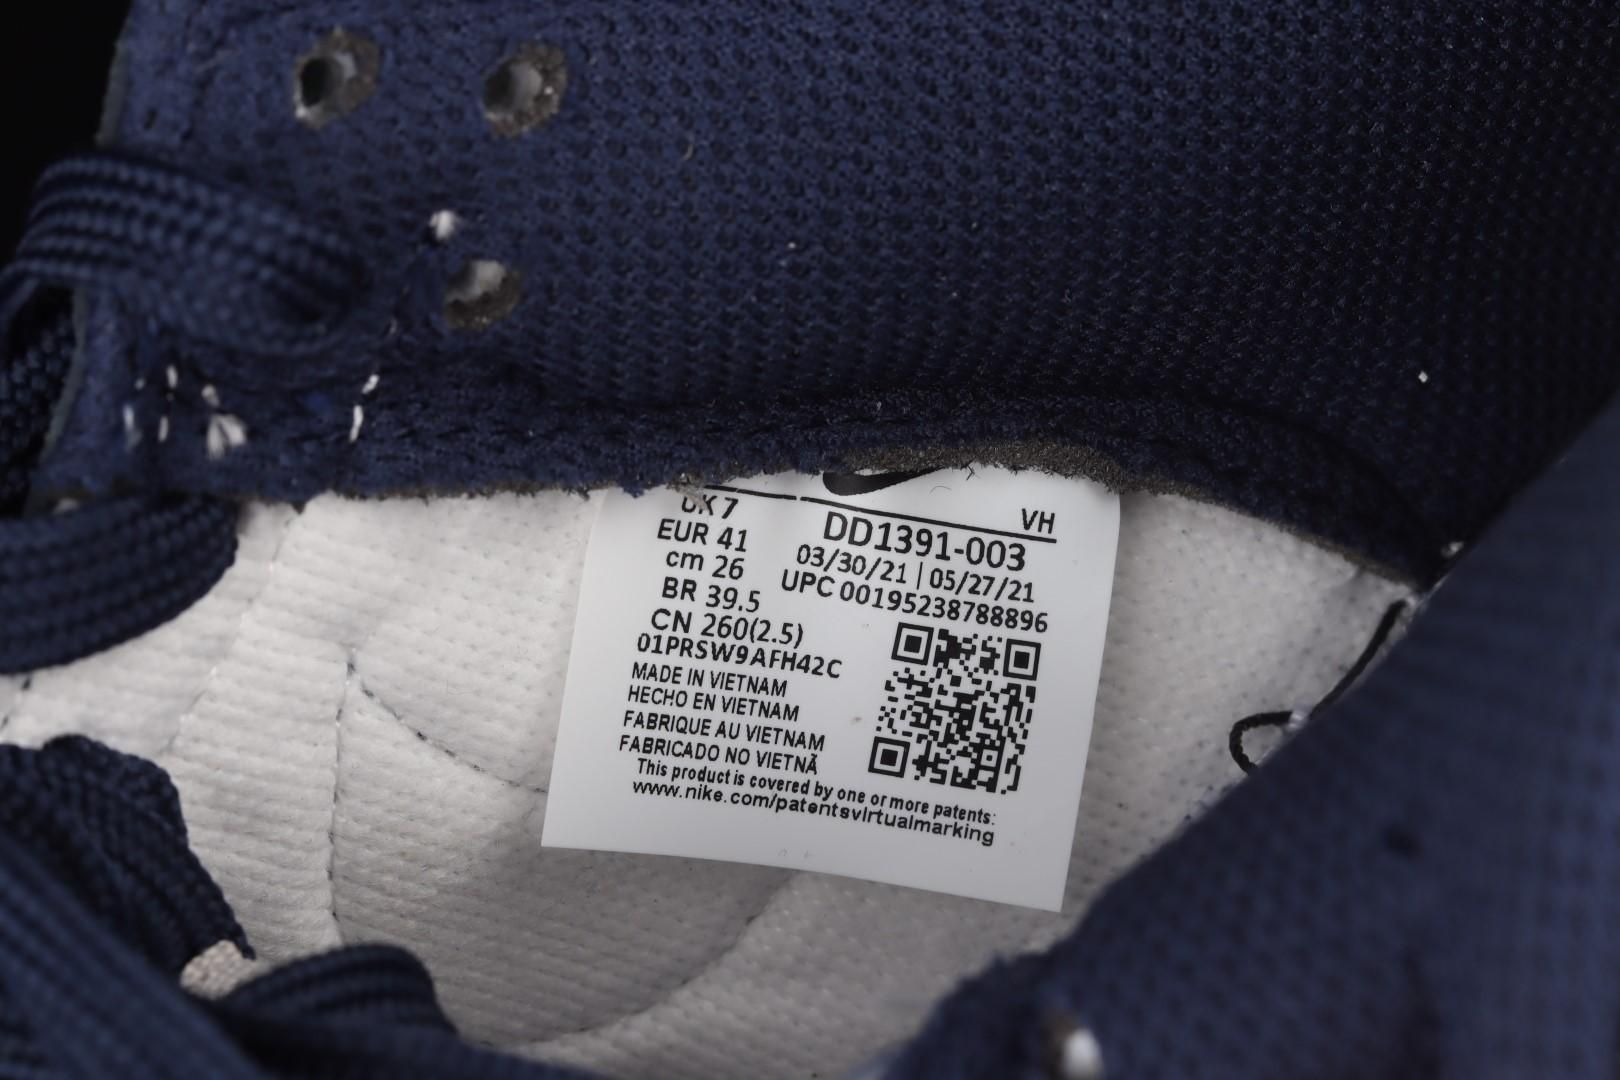 UK 7
EUR 41
cm 26
BR 39.5
CN 260(2.5)
01PRSW9AFH42C
VH
DD1391-003
03/30/21 | 05/27/21
UPC 00195238788896
MADE IN VIETNAM
HECHO EN VIETNAM
FABRIQUE AU VIETNAM
FABRICADO NO VIETNÃ
This product is covered by one or more patents:
www.nike.com/patentsvirtualmarking